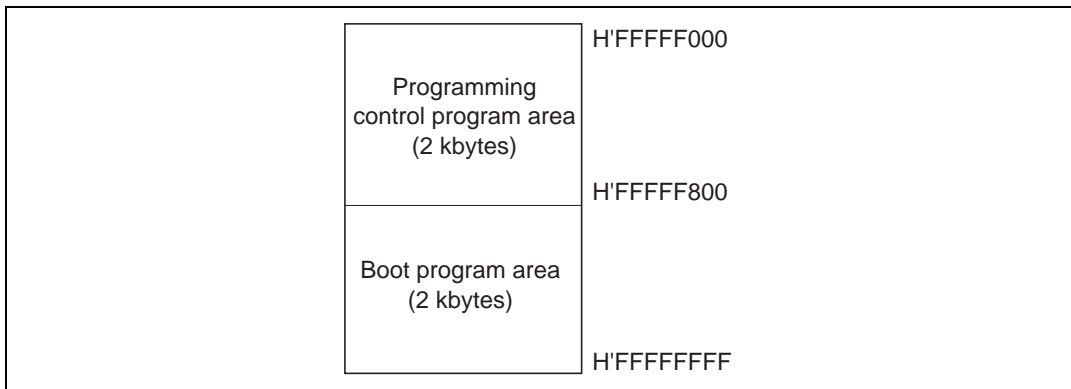 H'FFFFF000
Programming
control program area
(2 kbytes)
H'FFFFF800
Boot program area
(2 kbytes)
H'FFFFFFFF